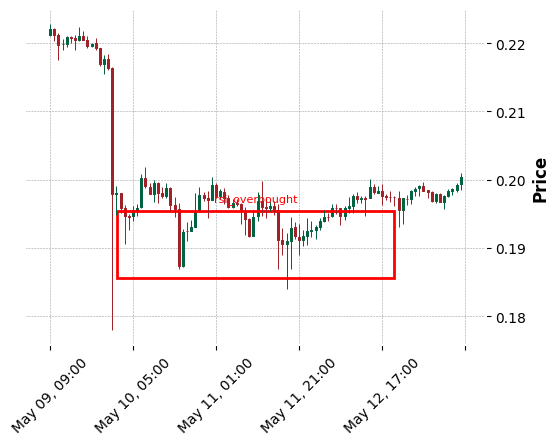 0.22
0.21
0.20
overbought
0.19
0.18
Price
May 09, 09:00
May 10, 05:00
May 11, 01:00
May 11, 21:00
May 12, 17:00